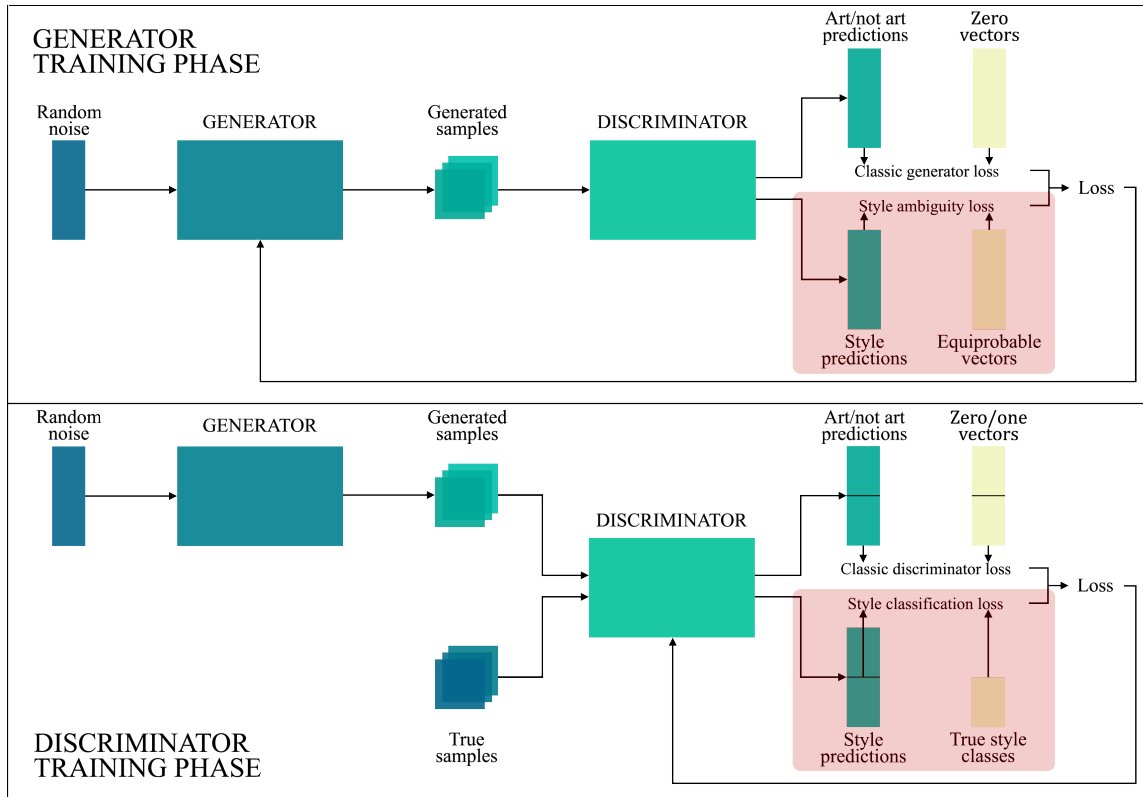 GENERATOR
TRAINING PHASE
Art/not art
predictions
Zero
vectors
Random
noise
GENERATOR
Generated
samples
DISCRIMINATOR
Classic generator loss
Loss
Style ambiguity loss
Style
predictions
Equiprobable
vectors
Random
noise
GENERATOR
Generated
samples
Art/not art
predictions
Zero/one
vectors
DISCRIMINATOR
Classic discriminator loss
Loss
Style classification loss
True
samples
Style
predictions
True style
classes
DISCRIMINATOR
TRAINING PHASE